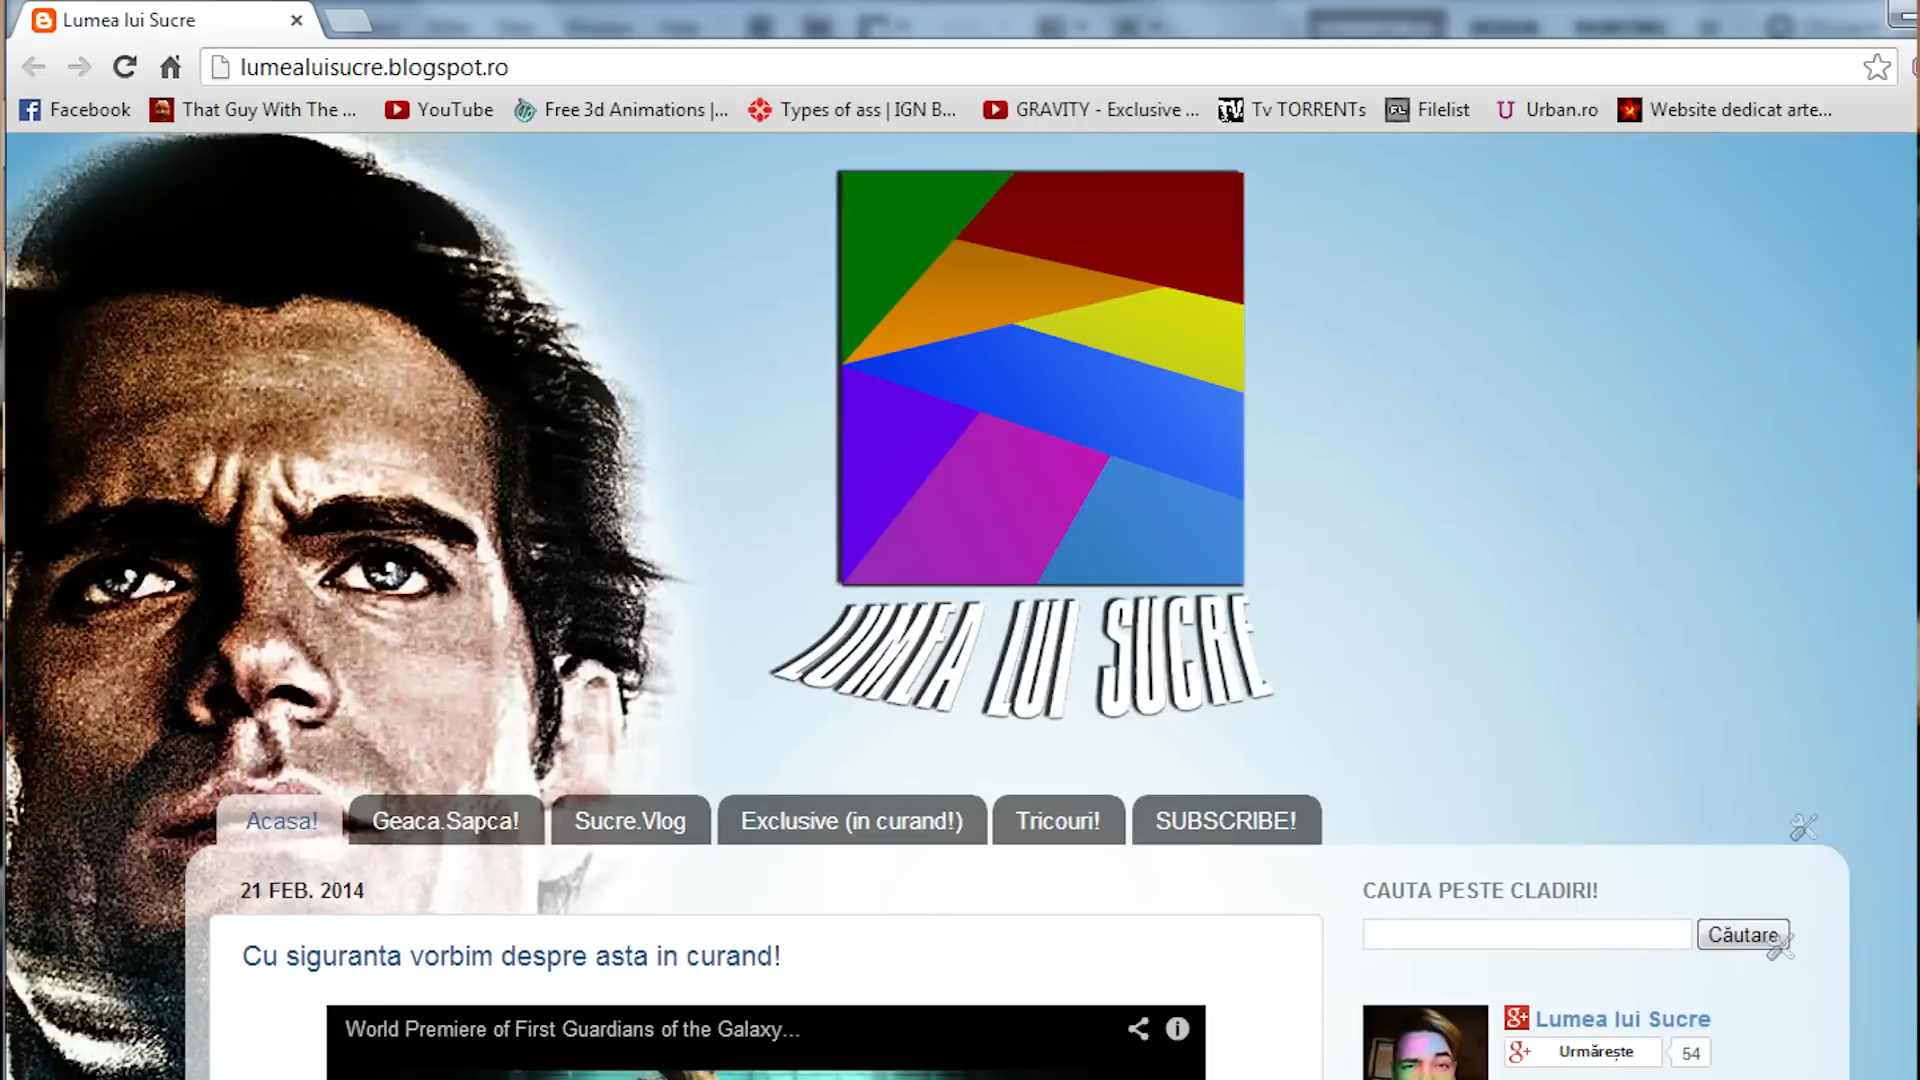 Lumea lui Sucre
lumealuisucre.blogspot.ro
Facebook That Guy With The ... YouTube Free 3d Animations |... Types of ass | IGN B... GRAVITY - Exclusive ... Tv TORRENTs Filelist Urban.ro Website dedicat arte...
LUMEA LUI SUCRE
Acasa! Geaca.Sapca! Sucre.Vlog Exclusive (in curand!) Tricouri! SUBSCRIBE!
21 FEB. 2014
Cu siguranta vorbim despre asta in curand!
World Premiere of First Guardians of the Galaxy...
CAUTA PESTE CLADIRI!
Căutare
Lumea lui Sucre
Urmărește 54